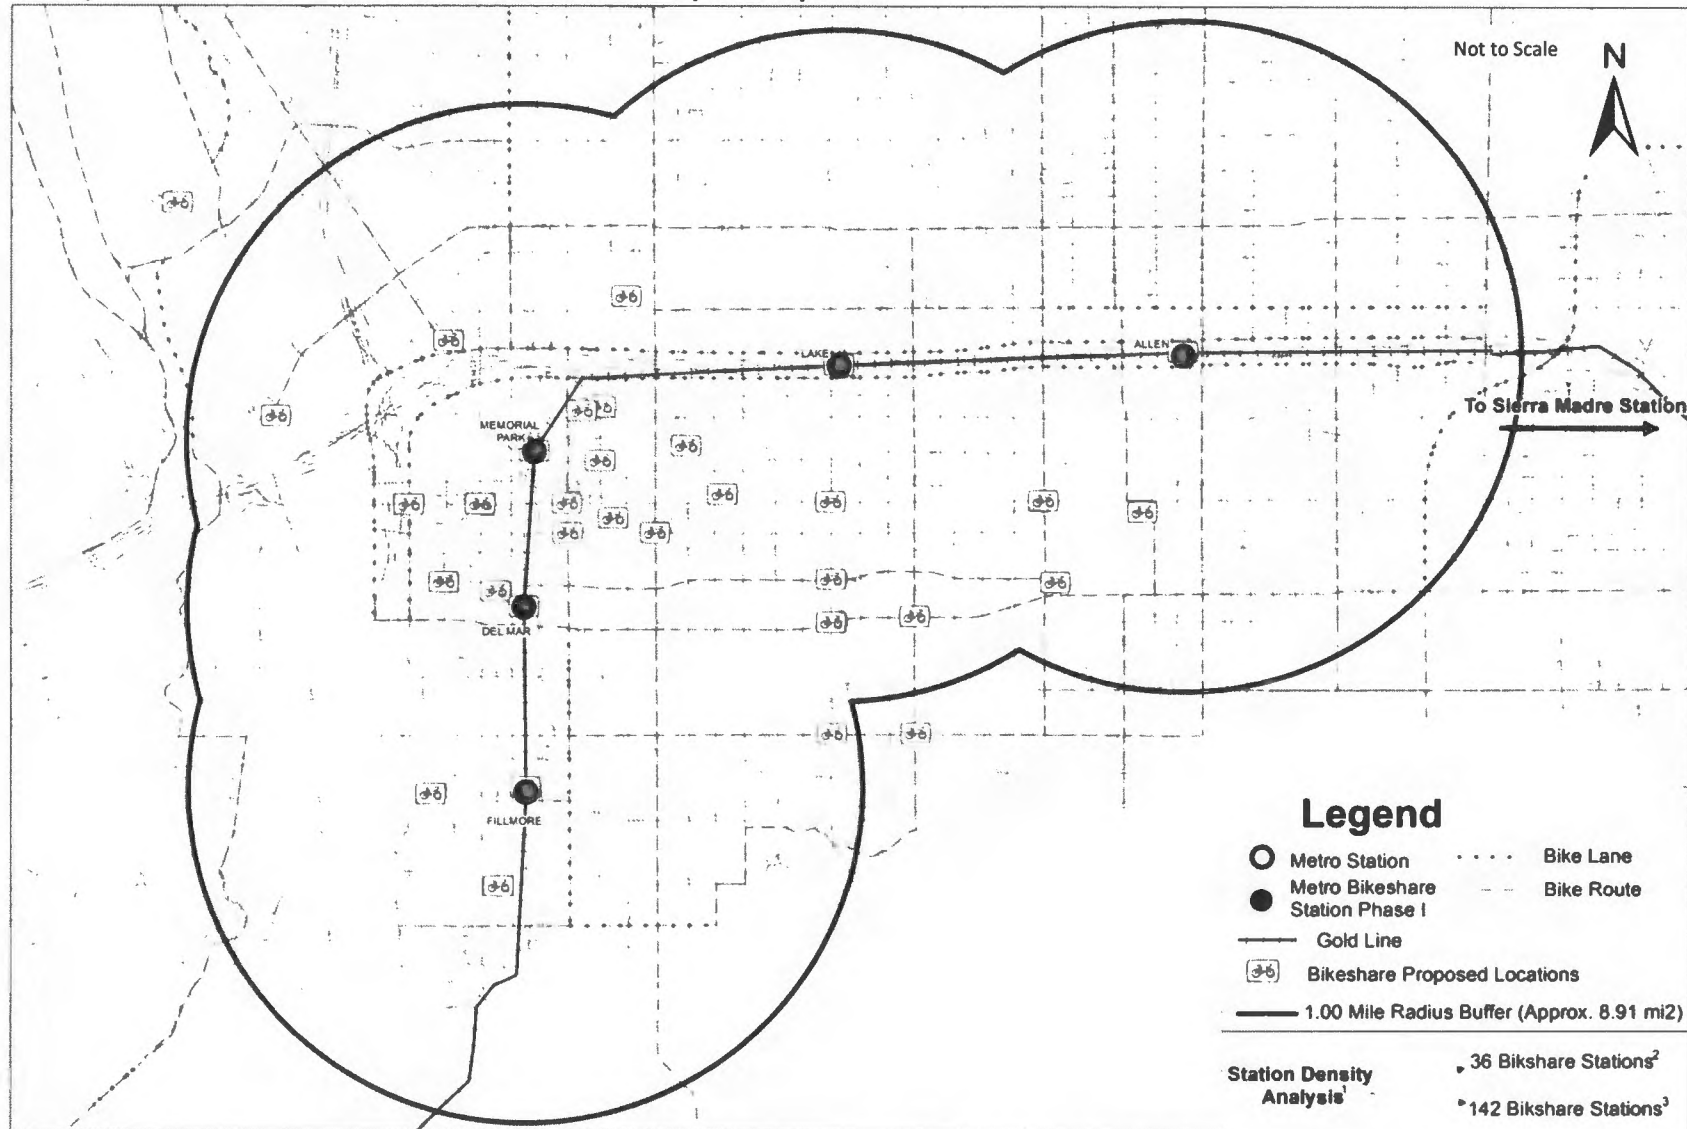 Not to Scale
N
LAKE
ALLEN
To Sierra Madre Station
MEMORIAL
PARK
DEL MAR
FILLMORE
Legend
Metro Station
Bike Lane
Metro Bikeshare
Station Phase I
Bike Route
Gold Line
Bikeshare Proposed Locations
1.00 Mile Radius Buffer (Approx. 8.91 mi2)
Station Density
Analysis¹
36 Bikshare Stations²
142 Bikshare Stations³